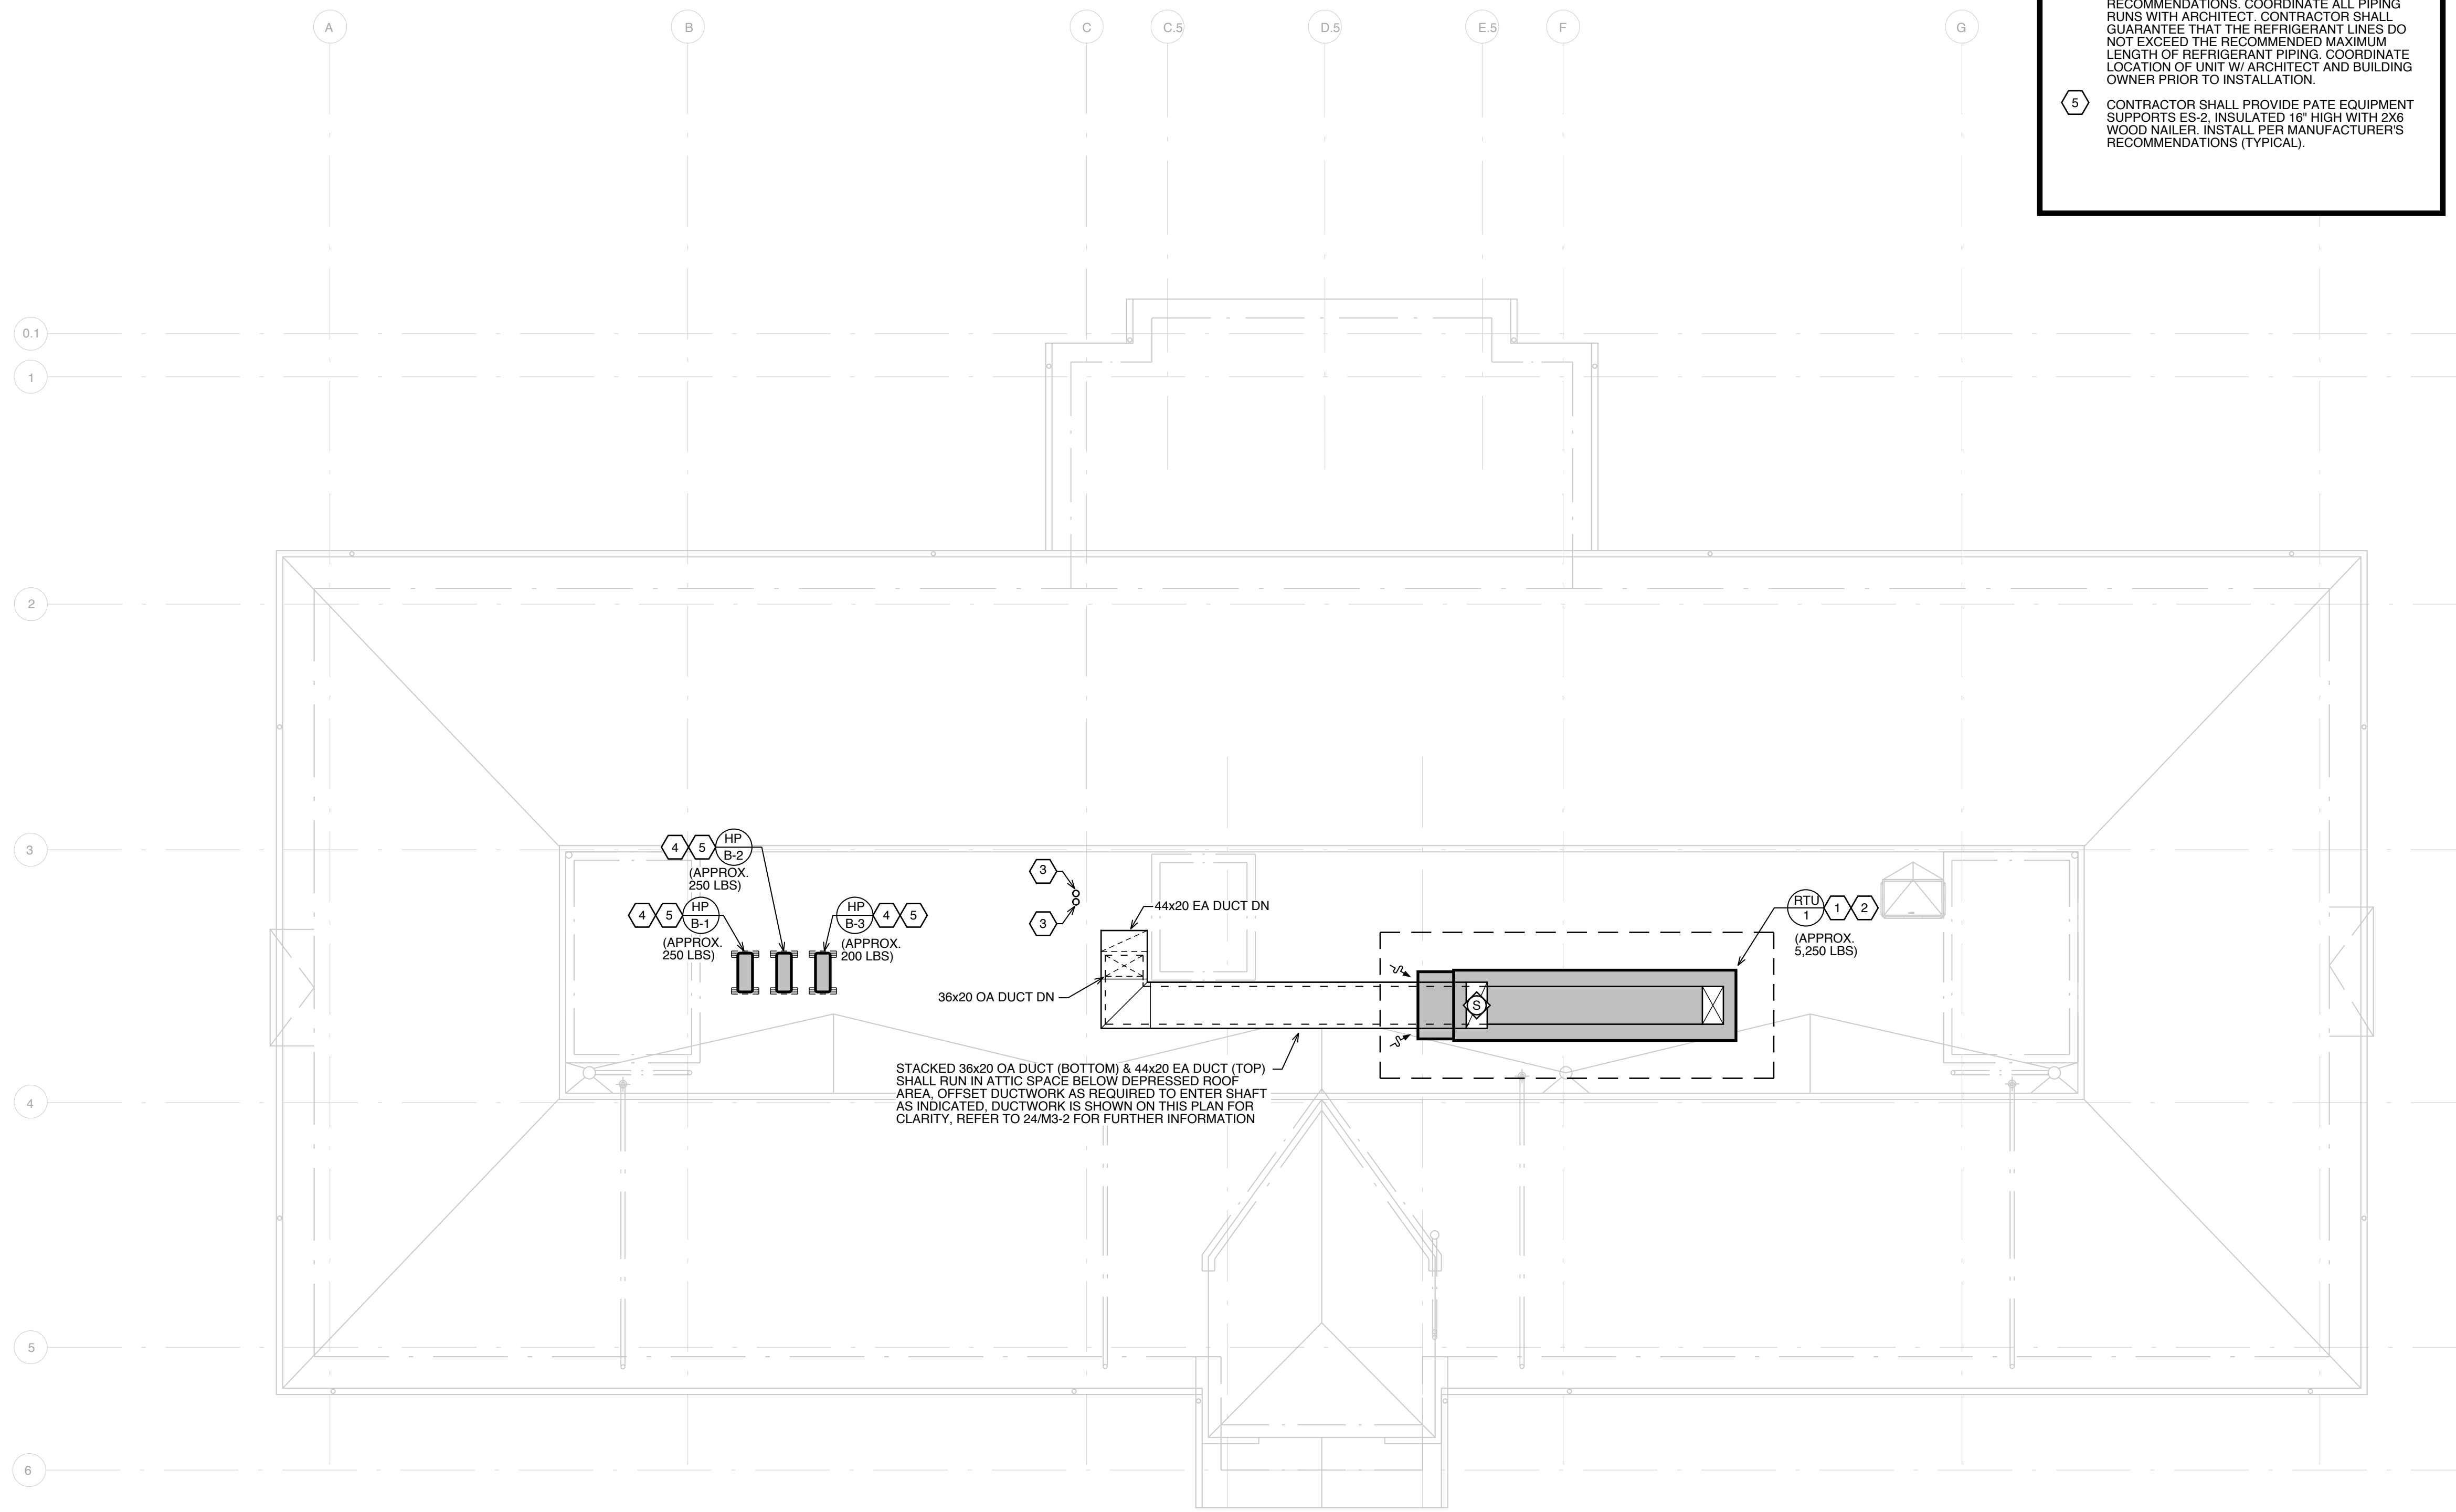 A
B
C
C.5
D.5
E.5
F
G
RECOMMENDATIONS. COORDINATE ALL PIPING
RUNS WITH ARCHITECT. CONTRACTOR SHALL
GUARANTEE THAT THE REFRIGERANT LINES DO
NOT EXCEED THE RECOMMENDED MAXIMUM
LENGTH OF REFRIGERANT PIPING. COORDINATE
LOCATION OF UNIT W/ ARCHITECT AND BUILDING
OWNER PRIOR TO INSTALLATION.
5
CONTRACTOR SHALL PROVIDE PATE EQUIPMENT
SUPPORTS ES-2, INSULATED 16" HIGH WITH 2X6
WOOD NAILER. INSTALL PER MANUFACTURER'S
RECOMMENDATIONS (TYPICAL).
0.1
1
2
3
4
5
6
4 5 HP
B-2
(APPROX.
250 LBS)
4 5 HP
B-1
(APPROX.
250 LBS)
HP 4 5
B-3
(APPROX.
200 LBS)
3
3
44x20 EA DUCT DN
36x20 OA DUCT DN
S
RTU 1 2
1
(APPROX.
5,250 LBS)
STACKED 36x20 OA DUCT (BOTTOM) & 44x20 EA DUCT (TOP)
SHALL RUN IN ATTIC SPACE BELOW DEPRESSED ROOF
AREA, OFFSET DUCTWORK AS REQUIRED TO ENTER SHAFT
AS INDICATED, DUCTWORK IS SHOWN ON THIS PLAN FOR
CLARITY, REFER TO 24/M3-2 FOR FURTHER INFORMATION